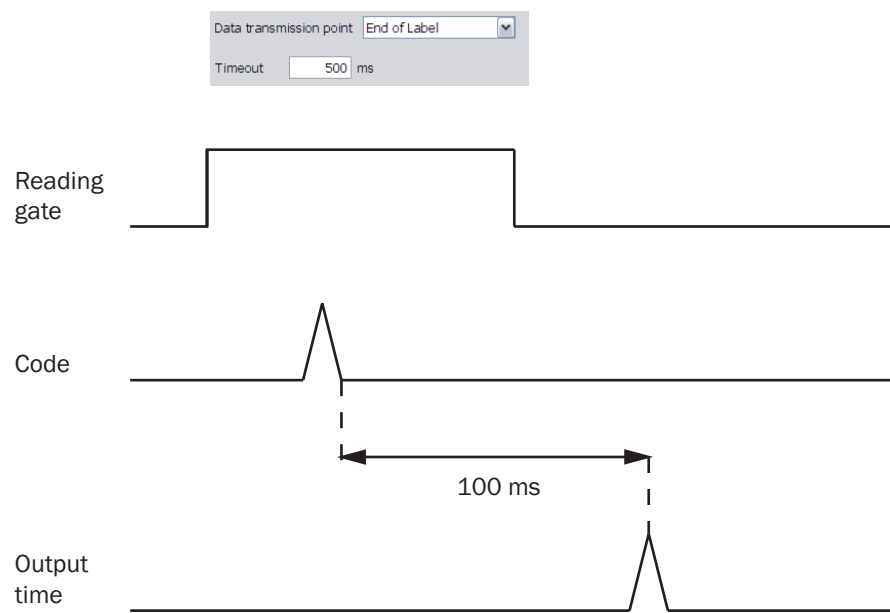 Data transmission point End of Label
Timeout 500 ms
Reading
gate
Code
100 ms
Output
time